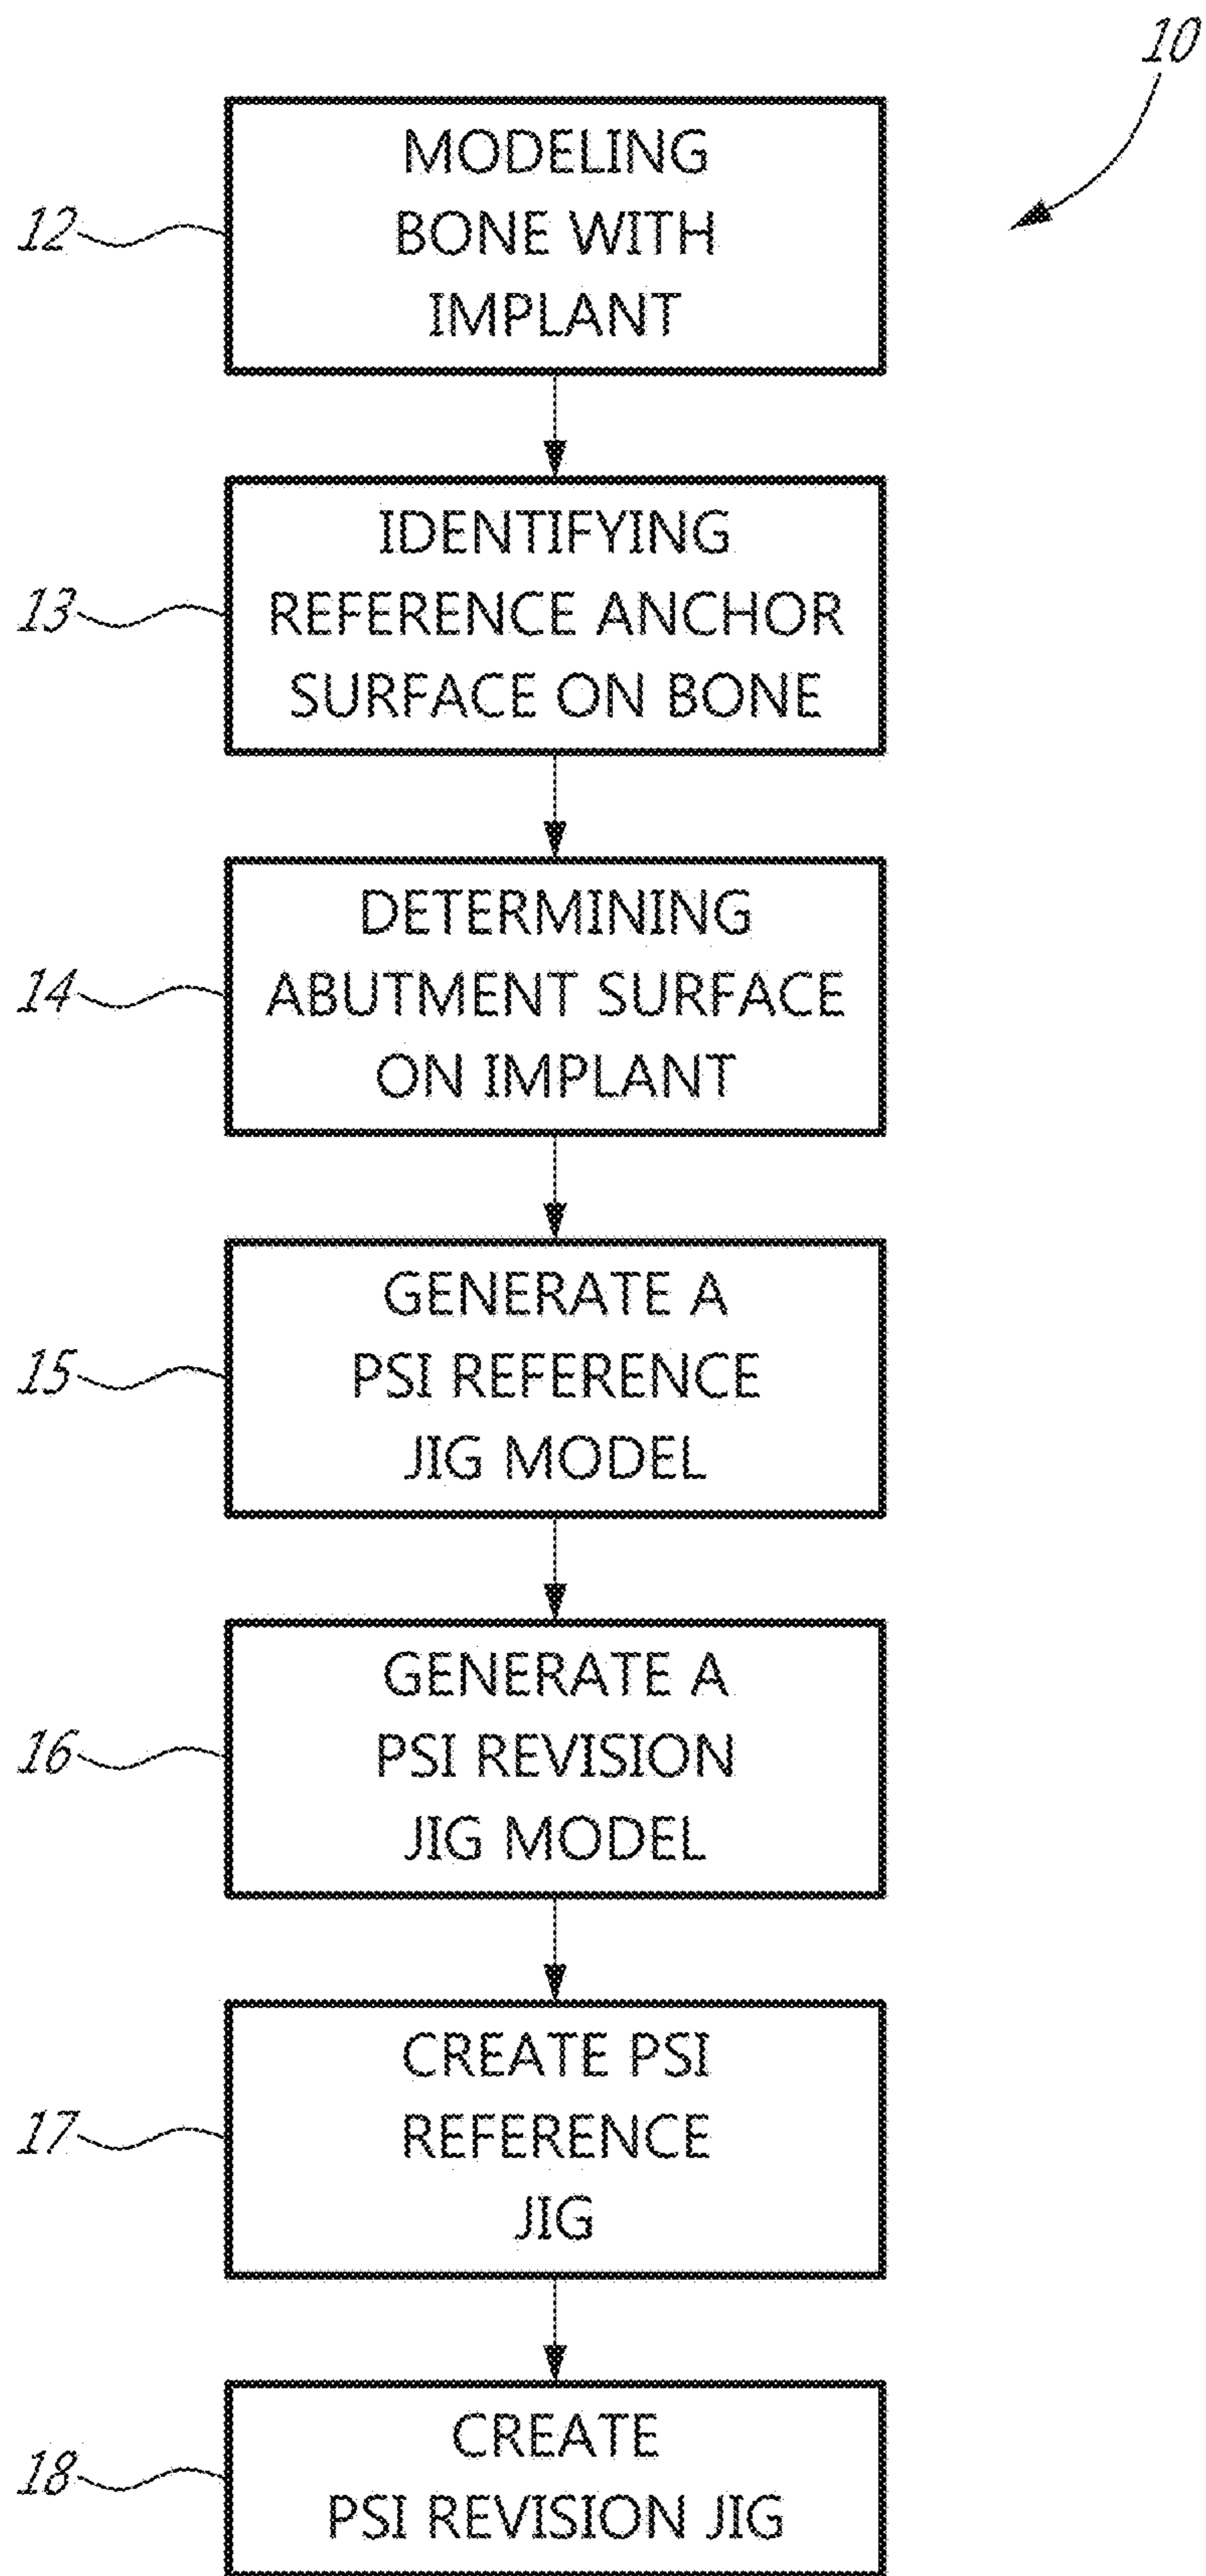 10
12
MODELING
BONE WITH
IMPLANT
13
IDENTIFYING
REFERENCE ANCHOR
SURFACE ON BONE
14
DETERMINING
ABUTMENT SURFACE
ON IMPLANT
15
GENERATE A
PSI REFERENCE
JIG MODEL
16
GENERATE A
PSI REVISION
JIG MODEL
17
CREATE PSI
REFERENCE
JIG
18
CREATE
PSI REVISION JIG